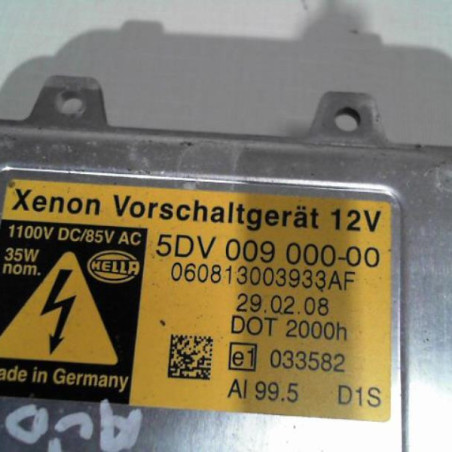 Xenon Vorschaltgerät 12V
1100V DC/85V AC
35W
nom.
HELLA
5DV 009 000-00
060813003933AF
29.02.08
DOT 2000h
e1 033582
Al 99.5 D1S
ade in Germany